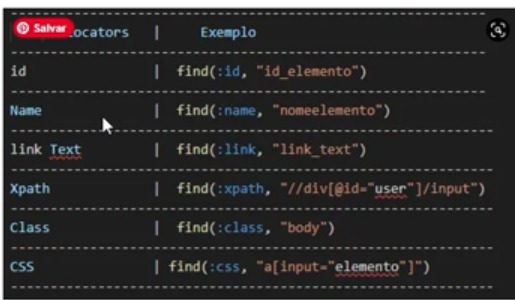 Salvar
ocators | Exemplo
id | find(:id, "id_elemento")
Name | find(:name, "nomeelemento")
link Text | find(:link, "link_text")
Xpath | find(:xpath, "//div[@id="user"]/input")
Class | find(:class, "body")
CSS | find(:css, "a[input="elemento"]")